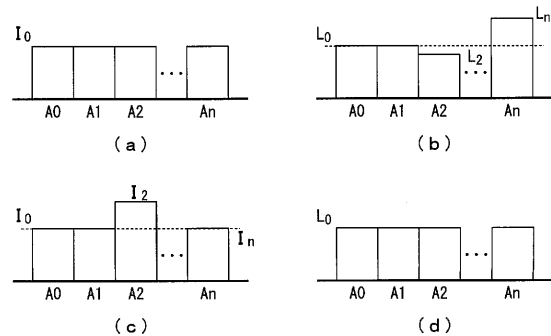 I0
A0 A1 A2 ... An
(a)
L0 L2 ... Ln
A0 A1 A2 An
(b)
I0 I2 ... In
A0 A1 A2 An
(c)
L0
A0 A1 A2 ... An
(d)